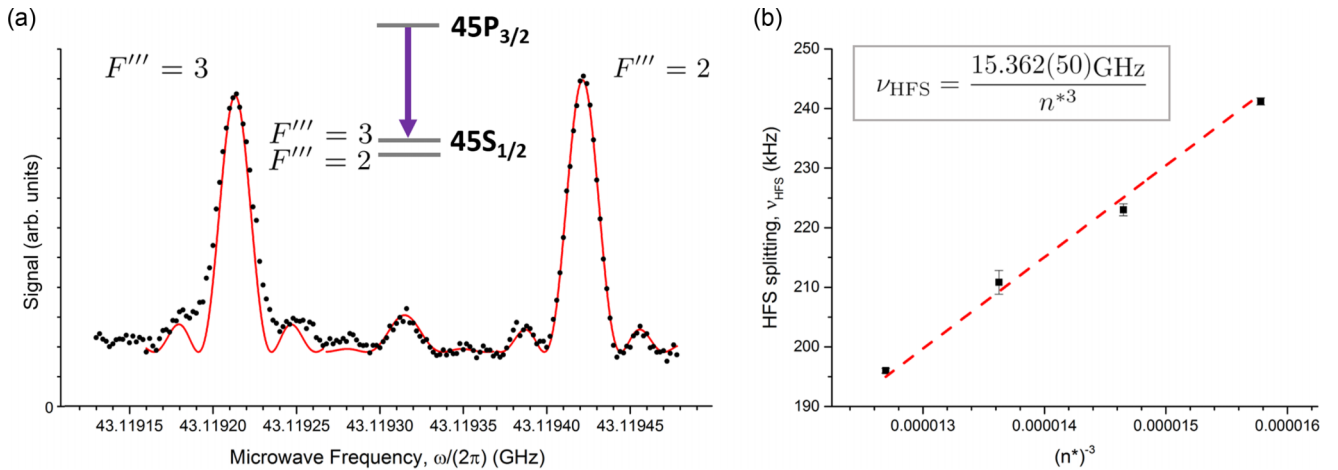 (a)
45P3/2
F′′′ = 3
F′′′ = 2
F′′′ = 3
45S1/2
F′′′ = 2
Signal (arb. units)
0
43.11915 43.11920 43.11925 43.11930 43.11935 43.11940 43.11945
Microwave Frequency, ω/(2π) (GHz)
(b)
νHFS = 15.362(50)GHz / n*3
HFS splitting, νHFS (kHz)
250
240
230
220
210
200
190
0.000013 0.000014 0.000015 0.000016
(n*)-3